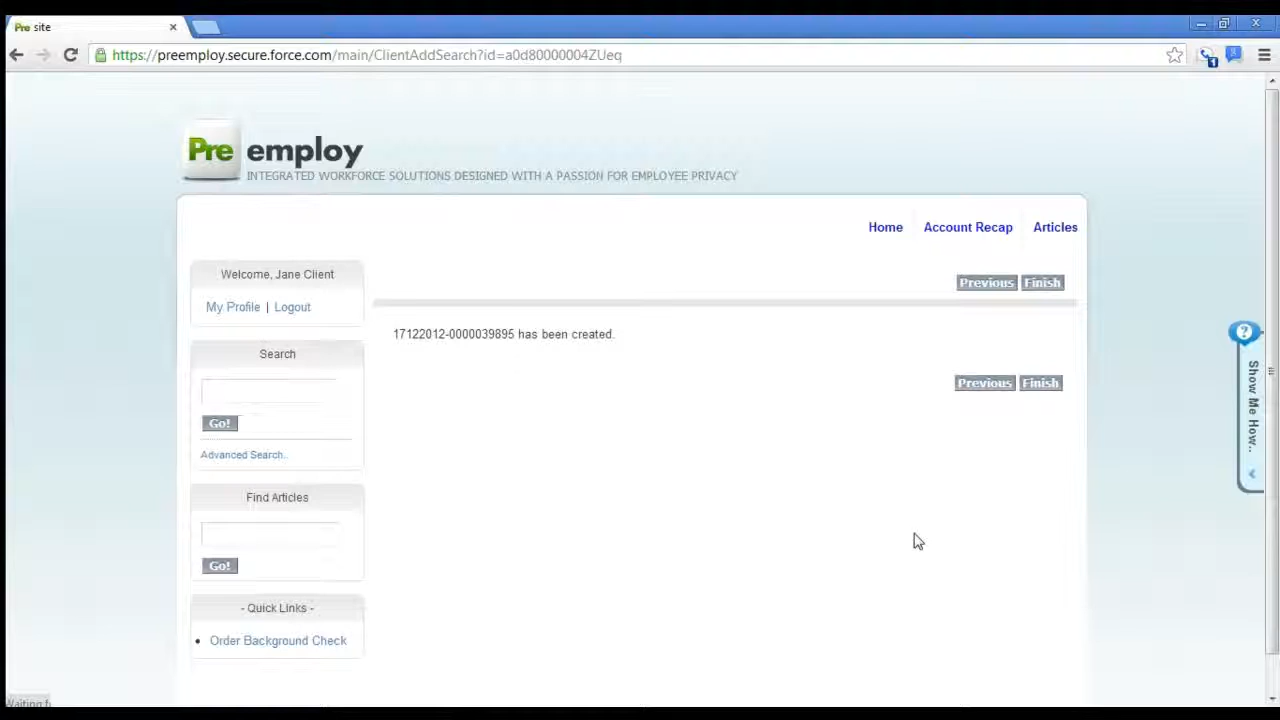 Pre site
https://preemploy.secure.force.com/main/ClientAddSearch?id=a0d80000004ZUeq
1
Pre employ
INTEGRATED WORKFORCE SOLUTIONS DESIGNED WITH A PASSION FOR EMPLOYEE PRIVACY
Home Account Recap Articles
Welcome, Jane Client
Previous Finish
My Profile | Logout
17122012-0000039895 has been created.
Search
Previous Finish
Go!
Advanced Search..
Show Me How..
Find Articles
Go!
- Quick Links -
Order Background Check
Waiting f